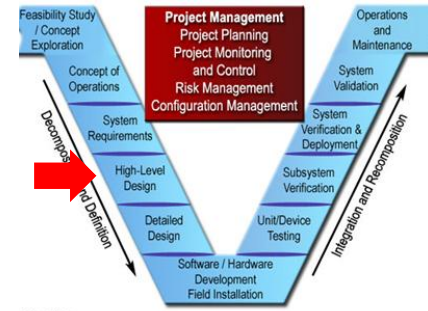 Feasibility Study
/ Concept
Exploration
Concept of
Operations
System
Requirements
High-Level
Design
Detailed
Design
Software / Hardware
Development
Field Installation
Unit/Device
Testing
Subsystem
Verification
System
Verification &
Deployment
System
Validation
Operations
and
Maintenance
Project Management
Project Planning
Project Monitoring
and Control
Risk Management
Configuration Management
nd Definition
Integration and Recomposition